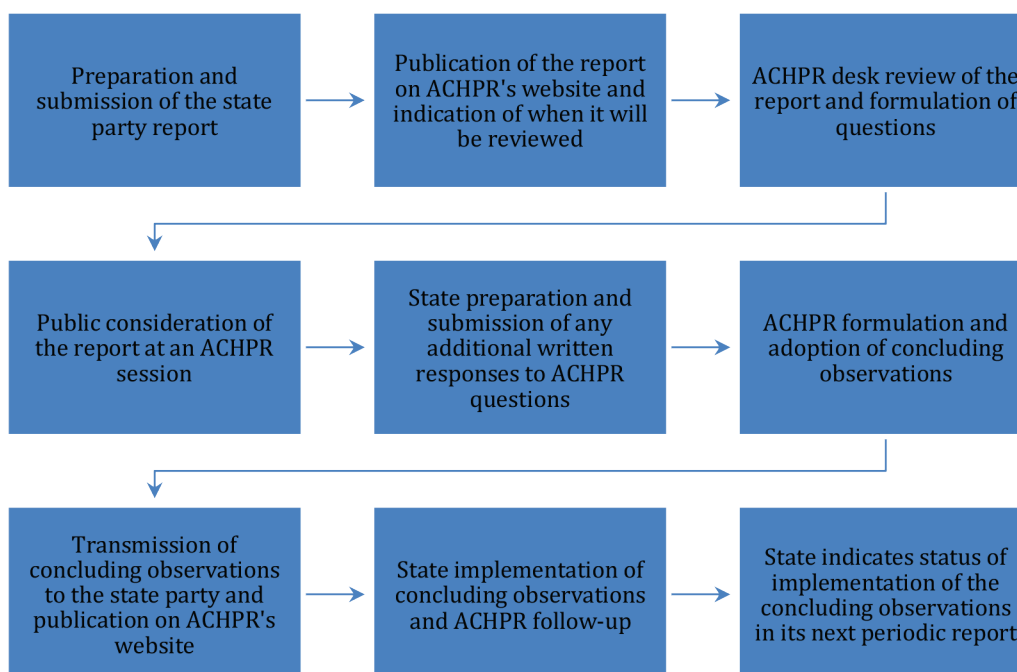 Preparation and
submission of the state
party report
Publication of the report
on ACHPR's website and
indication of when it will
be reviewed
ACHPR desk review of the
report and formulation of
questions
Public consideration of
the report at an ACHPR
session
State preparation and
submission of any
additional written
responses to ACHPR
questions
ACHPR formulation and
adoption of concluding
observations
Transmission of
concluding observations
to the state party and
publication on ACHPR's
website
State implementation of
concluding observations
and ACHPR follow-up
State indicates status of
implementation of the
concluding observations
in its next periodic report